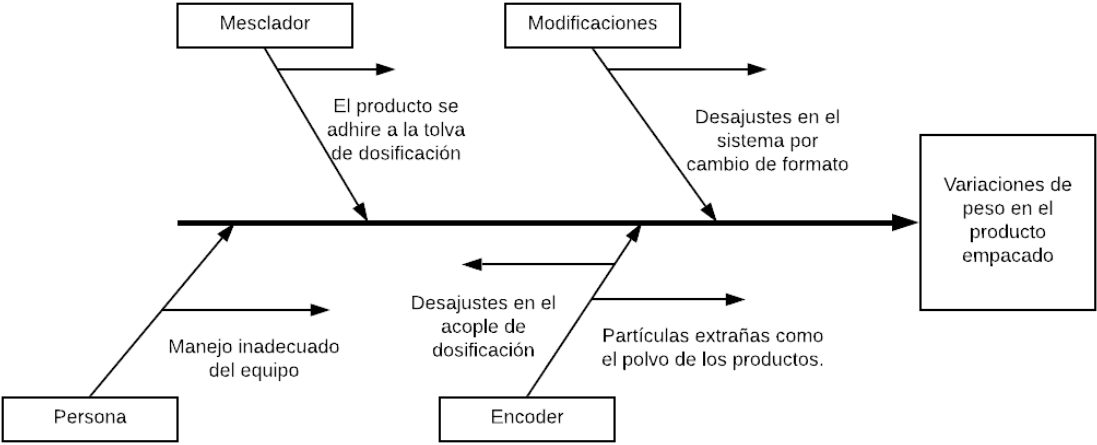 Mesclador
Modificaciones
El producto se
adhire a la tolva
de dosificación
Desajustes en el
sistema por
cambio de formato
Variaciones de
peso en el
producto
empacado
Desajustes en el
acople de
dosificación
Partículas extrañas como
el polvo de los productos.
Manejo inadecuado
del equipo
Persona
Encoder